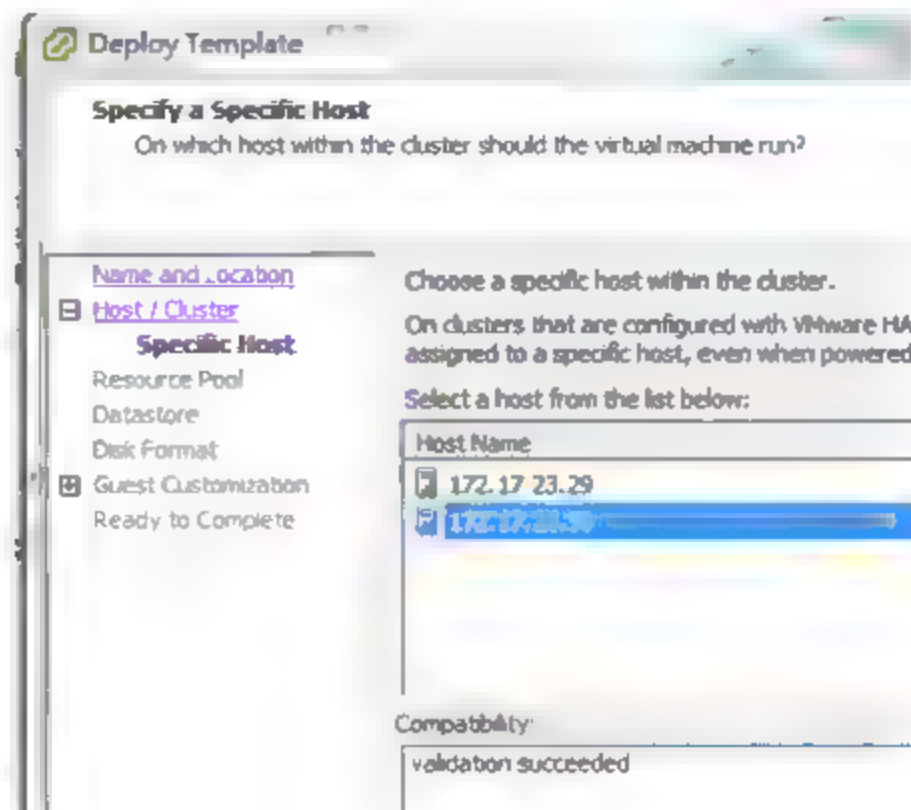 Deploy Template
Specify a Specific Host
On which host within the cluster should the virtual machine run?
Name and Location
Host / Cluster
Specific Host
Resource Pool
Datastore
Disk Format
Guest Customization
Ready to Complete
Choose a specific host within the cluster.
On clusters that are configured with VMware HA
assigned to a specific host, even when powered
Select a host from the list below:
Host Name
172.17.23.29
Compatibility:
Validation succeeded